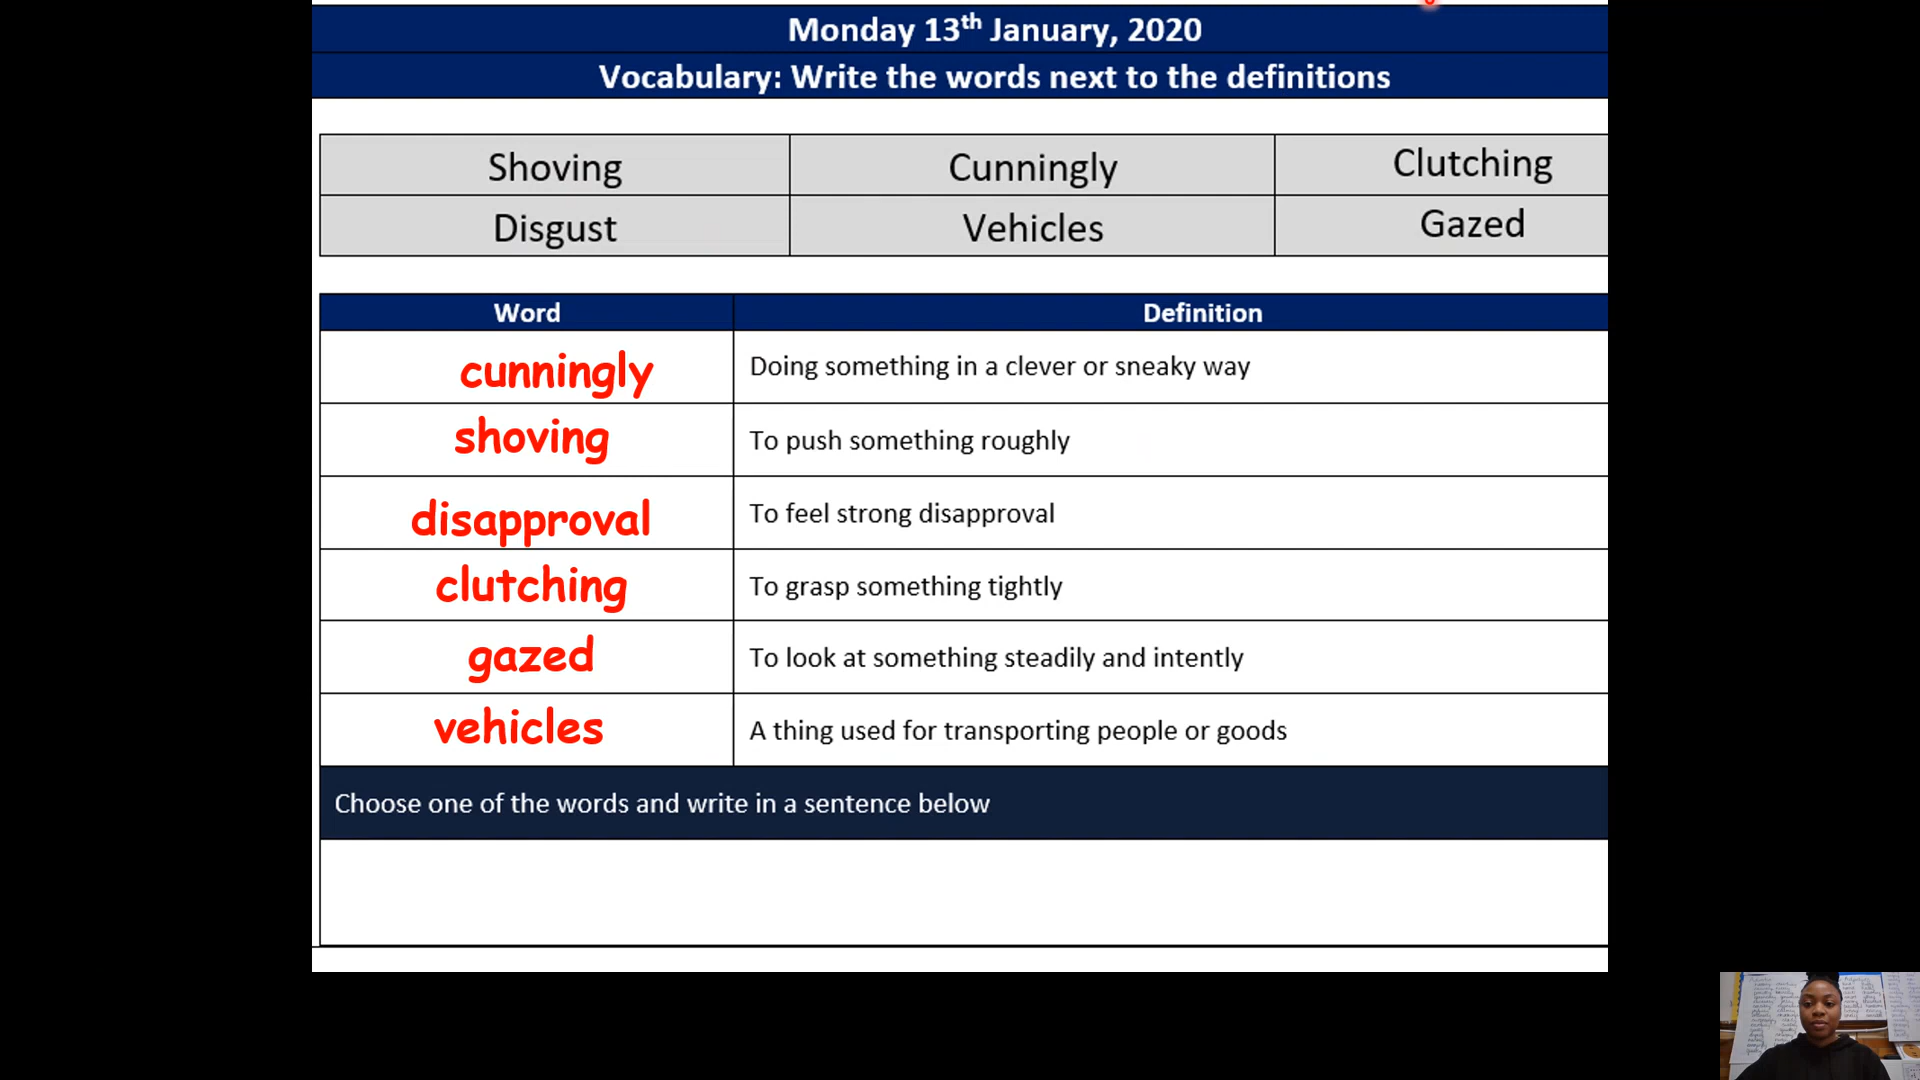 Monday 13th January, 2020
Vocabulary: Write the words next to the definitions
Shoving Cunningly Clutching
Disgust Vehicles Gazed
Word Definition
cunningly Doing something in a clever or sneaky way
shoving To push something roughly
disapproval To feel strong disapproval
clutching To grasp something tightly
gazed To look at something steadily and intently
vehicles A thing used for transporting people or goods
Choose one of the words and write in a sentence below